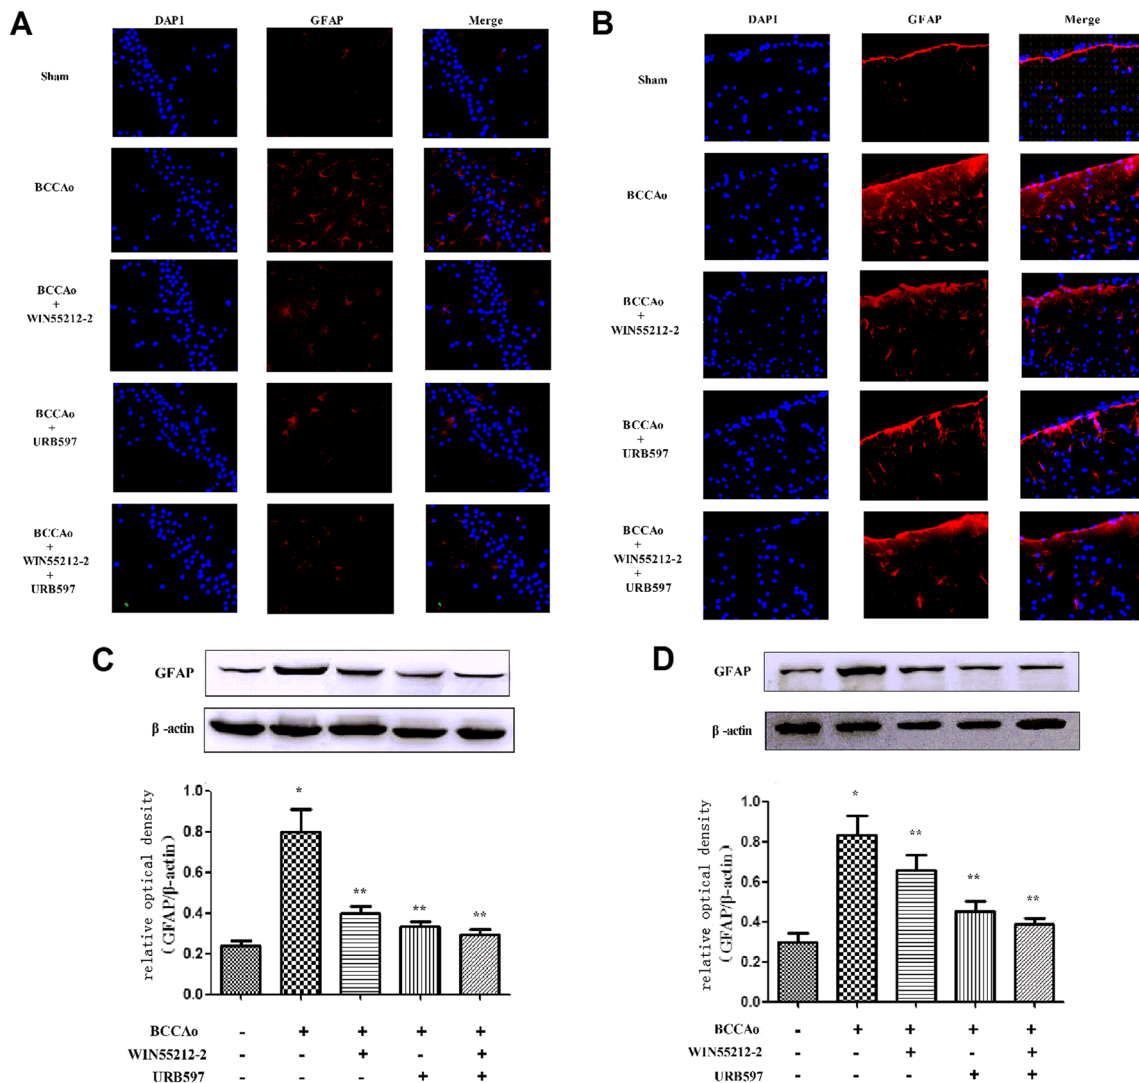 A
DAPI GFAP Merge
Sham
BCCAo
BCCAo
+
WIN55212-2
BCCAo
+
URB597
BCCAo
+
WIN55212-2
+
URB597
B
DAPI GFAP Merge
Sham
BCCAo
BCCAo
+
WIN55212-2
BCCAo
+
URB597
BCCAo
+
WIN55212-2
+
URB597
C
GFAP
β -actin
relative optical density
(GFAP/β-actin)
1.0
0.8
0.6
0.4
0.2
0.0
* ** ** **
BCCAo - + + + +
WIN55212-2 - - + - +
URB597 - - - + +
D
GFAP
β -actin
relative optical density
(GFAP/β-actin)
1.0
0.8
0.6
0.4
0.2
0.0
* ** ** **
BCCAo - + + + +
WIN55212-2 - - + - +
URB597 - - - + +